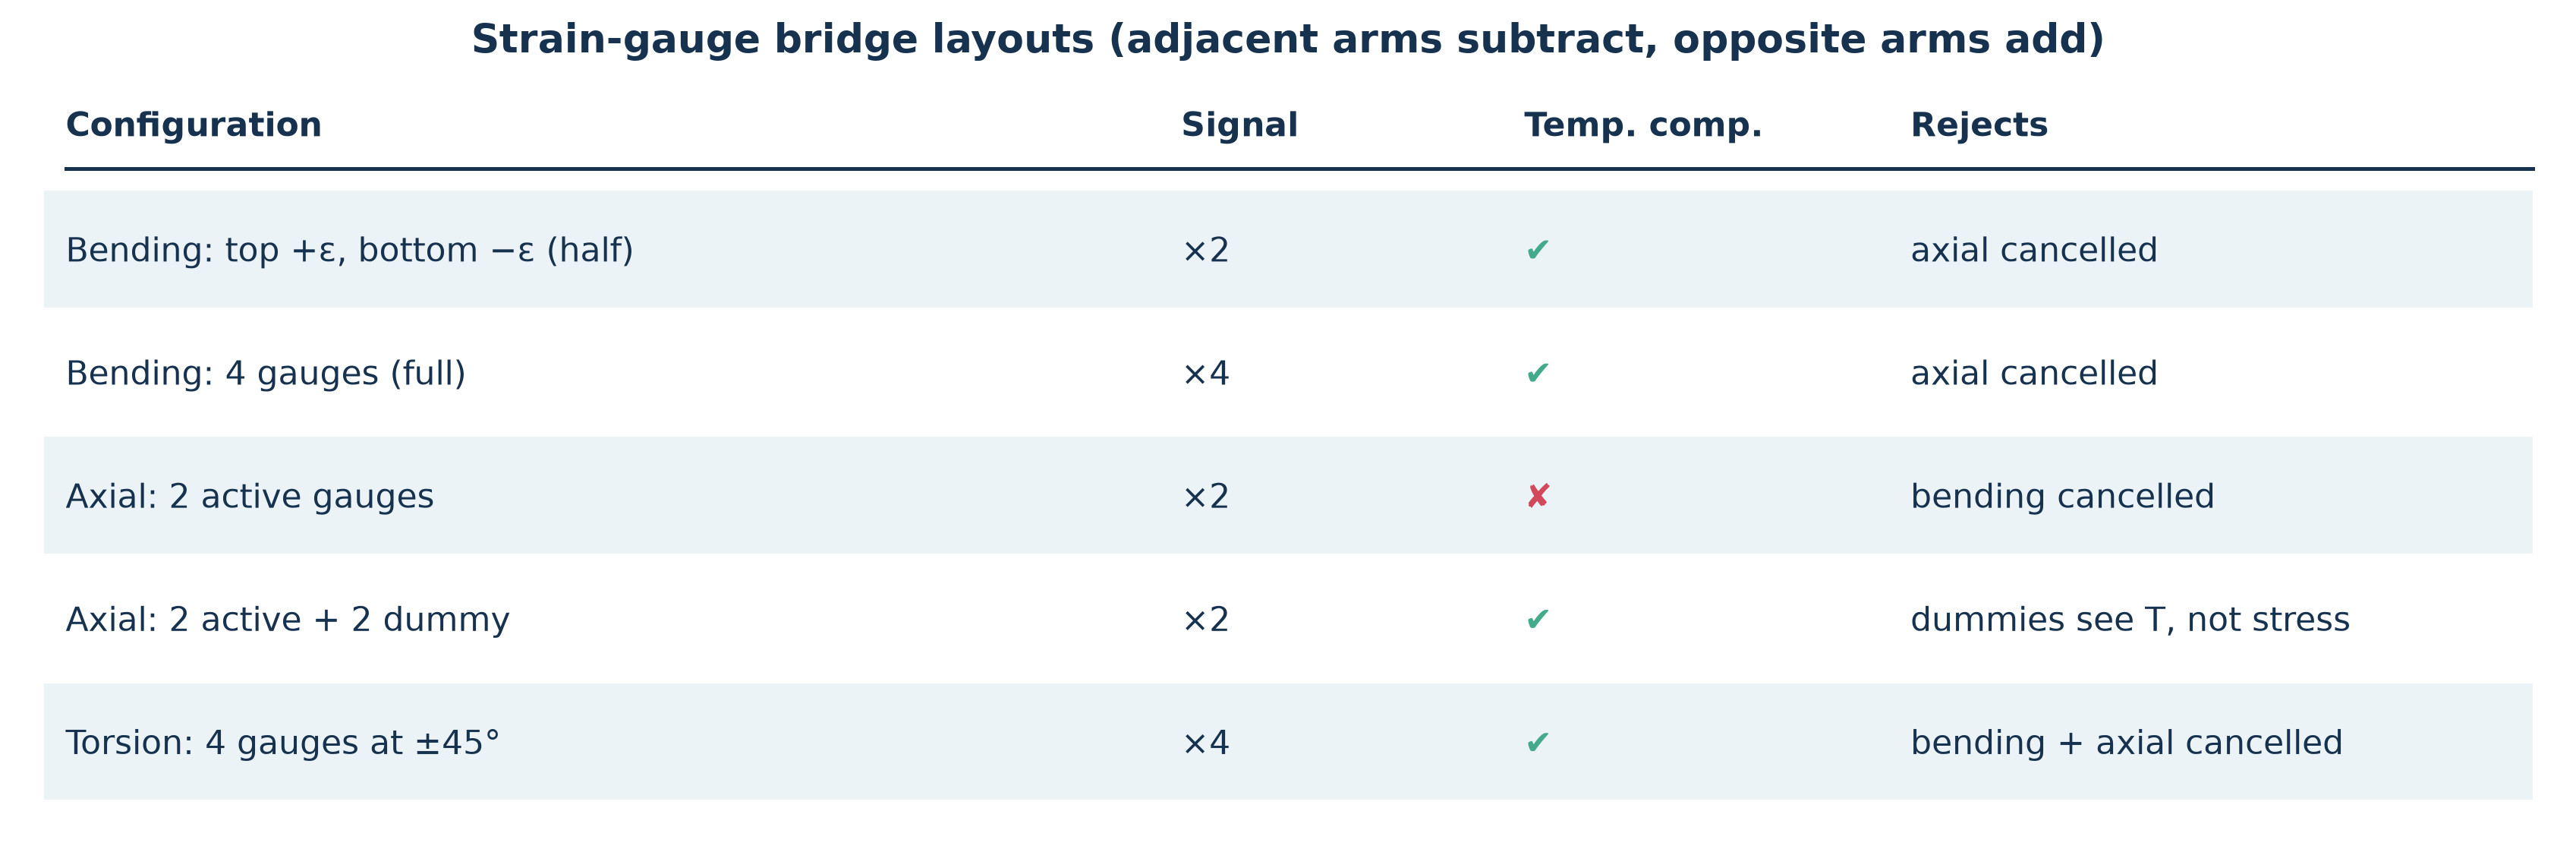 Strain-gauge bridge layouts (adjacent arms subtract, opposite arms add)
Configuration Signal Temp. comp. Rejects
Bending: top +ε, bottom −ε (half) ×2 ✔ axial cancelled
Bending: 4 gauges (full) ×4 ✔ axial cancelled
Axial: 2 active gauges ×2 ✘ bending cancelled
Axial: 2 active + 2 dummy ×2 ✔ dummies see T, not stress
Torsion: 4 gauges at ±45° ×4 ✔ bending + axial cancelled